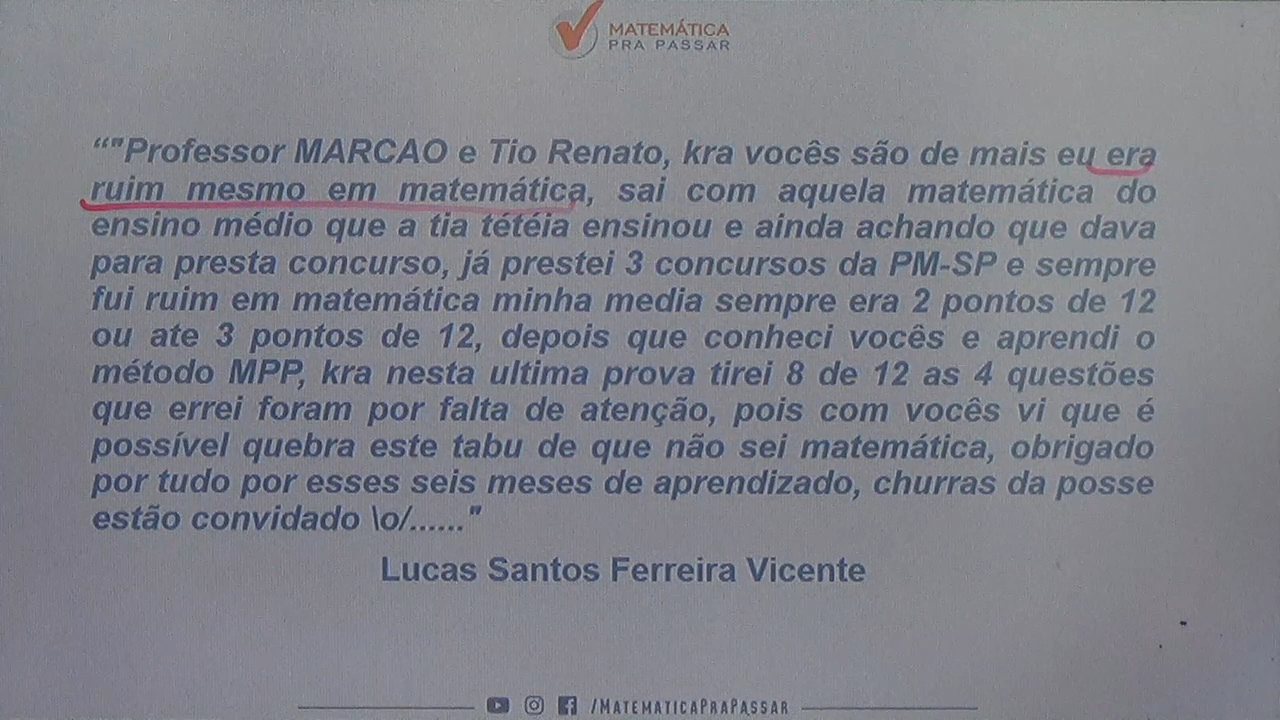 MATEMÁTICA
PRA PASSAR
“"Professor MARCAO e Tio Renato, kra vocês são de mais eu era
ruim mesmo em matemática, sai com aquela matemática do
ensino médio que a tia tétéia ensinou e ainda achando que dava
para presta concurso, já prestei 3 concursos da PM-SP e sempre
fui ruim em matemática minha media sempre era 2 pontos de 12
ou ate 3 pontos de 12, depois que conheci vocês e aprendi o
método MPP, kra nesta ultima prova tirei 8 de 12 as 4 questões
que errei foram por falta de atenção, pois com vocês vi que é
possível quebra este tabu de que não sei matemática, obrigado
por tudo por esses seis meses de aprendizado, churras da posse
estão convidado \o/......"
Lucas Santos Ferreira Vicente
/MATEMATICAPRAPASSAR